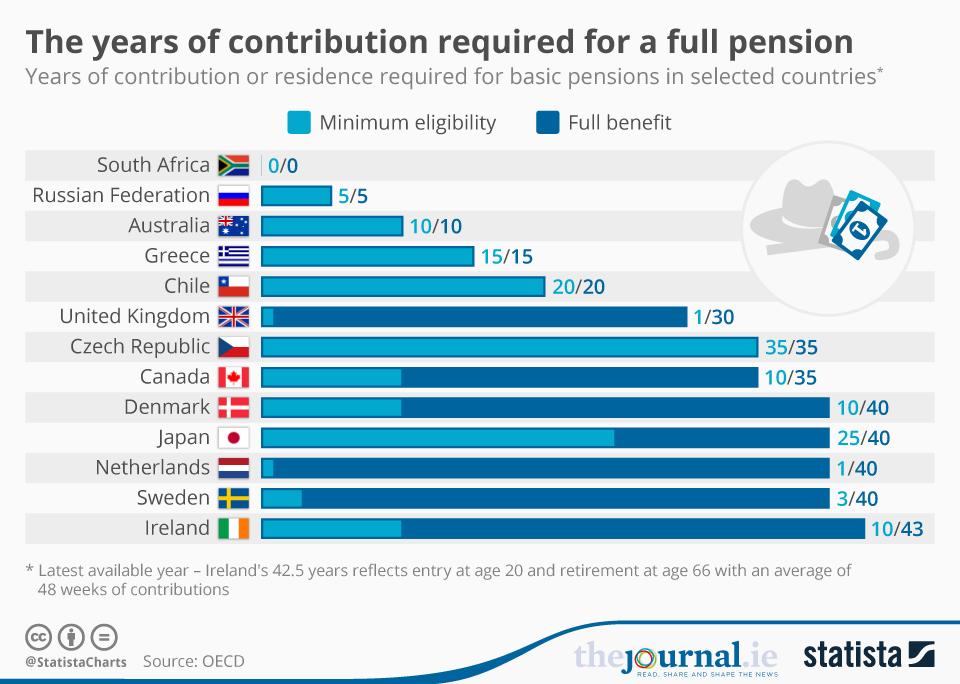 The years of contribution required for a full pension
Years of contribution or residence required for basic pensions in selected countries*
Minimum eligibility Full benefit
South Africa 0/0
Russian Federation 5/5
Australia 10/10
Greece 15/15
Chile 20/20
United Kingdom 1/30
Czech Republic 35/35
Canada 10/35
Denmark 10/40
Japan 25/40
Netherlands 1/40
Sweden 3/40
Ireland 10/43
* Latest available year – Ireland's 42.5 years reflects entry at age 20 and retirement at age 66 with an average of
48 weeks of contributions
cc
@StatistaCharts Source: OECD
thejournal.ie
READ, SHARE AND SHAPE THE NEWS
statista